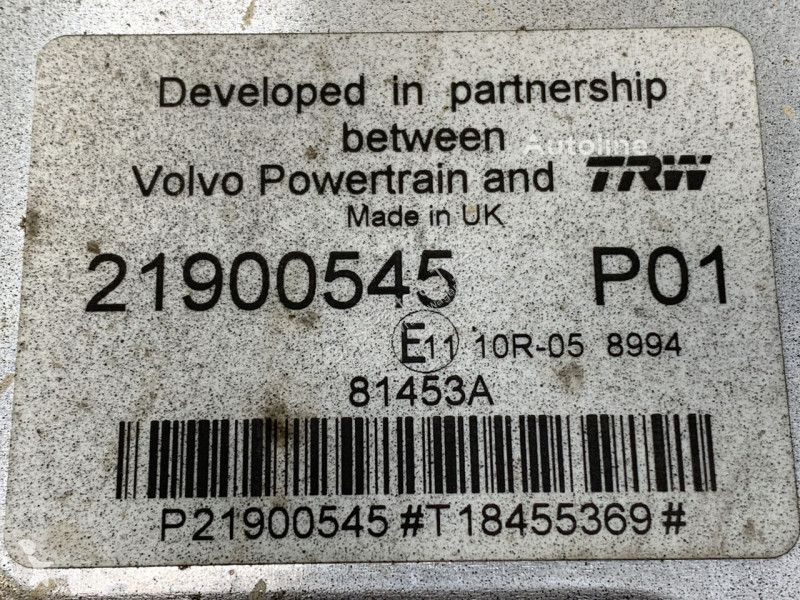 Developed in partnership
between
Autoline
Volvo Powertrain and TRW
Made in UK
21900545 P01
E11 10R-05 8994
81453A
P21900545#T18455369#